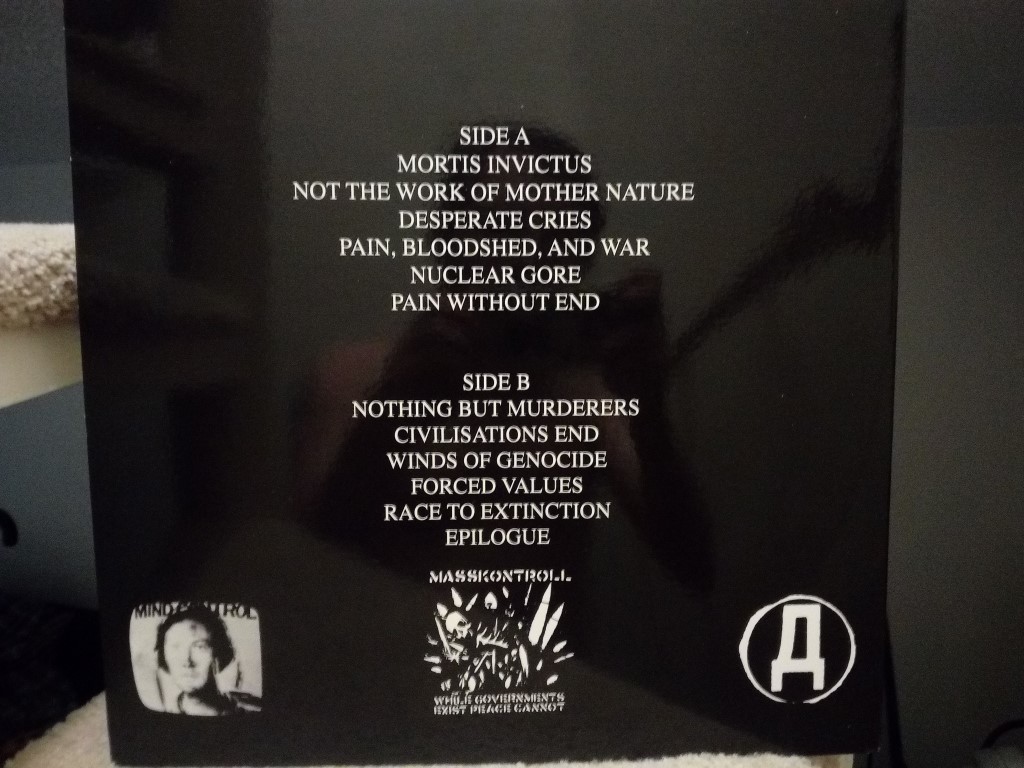 SIDE A
MORTIS INVICTUS
NOT THE WORK OF MOTHER NATURE
DESPERATE CRIES
PAIN, BLOODSHED, AND WAR
NUCLEAR GORE
PAIN WITHOUT END
SIDE B
NOTHING BUT MURDERERS
CIVILISATIONS END
WINDS OF GENOCIDE
FORCED VALUES
RACE TO EXTINCTION
EPILOGUE
MASSKONTROLL
MIND CONTROL
Д
WHILE GOVERNMENTS
EXIST PEACE CANNOT